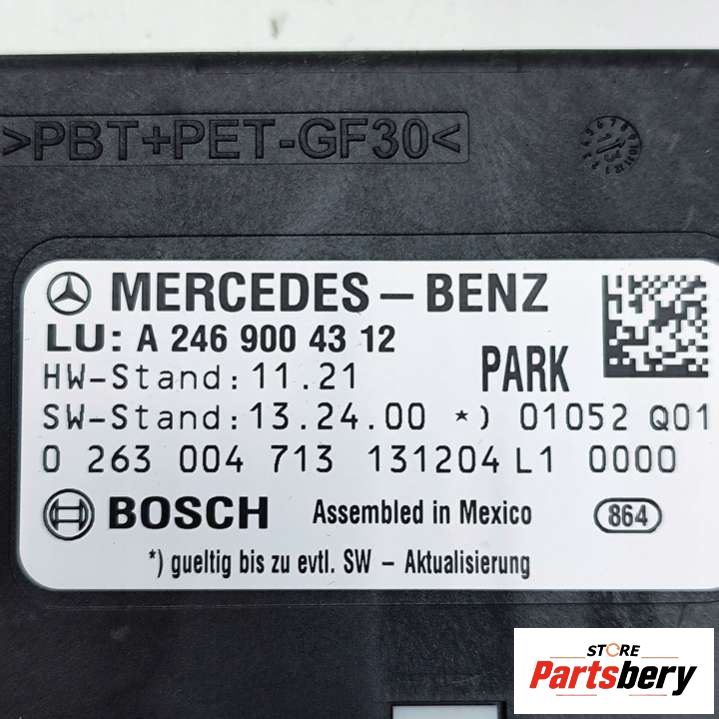 >PBT+PET-GF30<
MERCEDES – BENZ
LU: A 246 900 43 12
HW-Stand: 11.21 PARK
SW-Stand: 13.24.00 *) 01052 Q01
0 263 004 713 131204 L1 0000
BOSCH Assembled in Mexico 864
*) gueltig bis zu evtl. SW – Aktualisierung
STORE
Partsbery